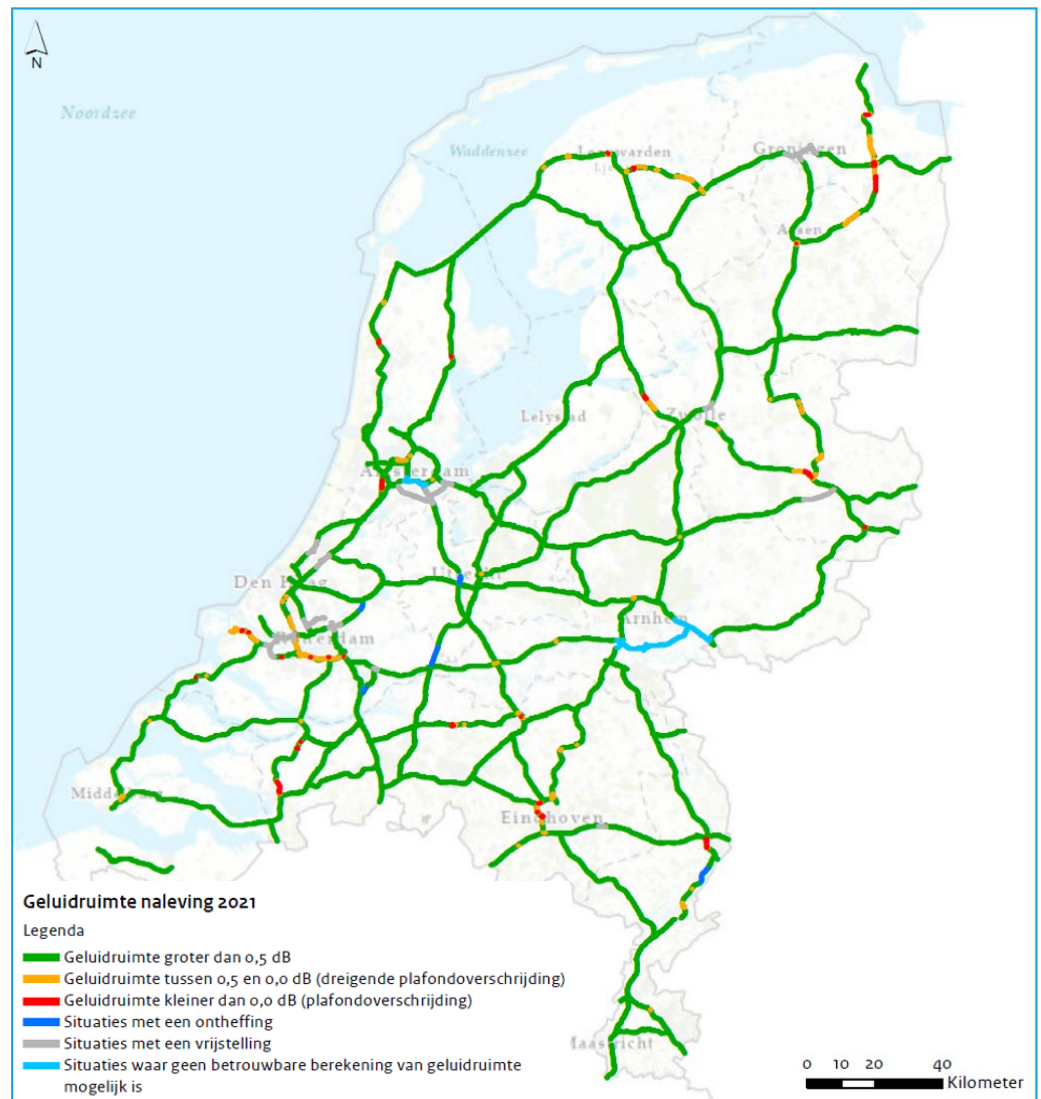 N
Noordzee
Waddenzee
Leeuwarden
Groningen
Assen
Lelystad
Zwolle
Amsterdam
Utrecht
Den Haag
Arnhem
Rotterdam
Middelburg
Eindhoven
Maastricht
Geluidruimte naleving 2021
Legenda
Geluidruimte groter dan 0,5 dB
Geluidruimte tussen 0,5 en 0,0 dB (dreigende plafondoverschrijding)
Geluidruimte kleiner dan 0,0 dB (plafondoverschrijding)
Situaties met een ontheffing
Situaties met een vrijstelling
Situaties waar geen betrouwbare berekening van geluidruimte
mogelijk is
0 10 20 40
Kilometer